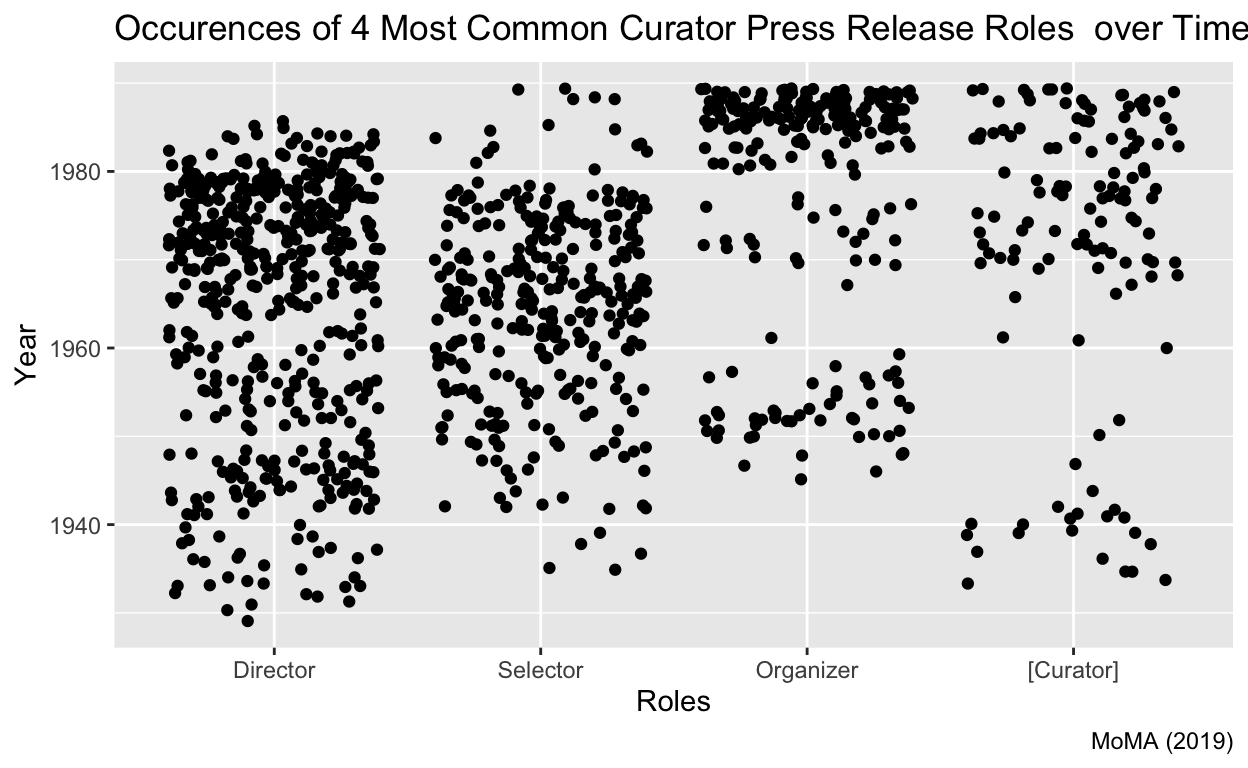 Occurences of 4 Most Common Curator Press Release Roles  over Time
Year
1980
1960
1940
Director Selector Organizer [Curator]
Roles
MoMA (2019)